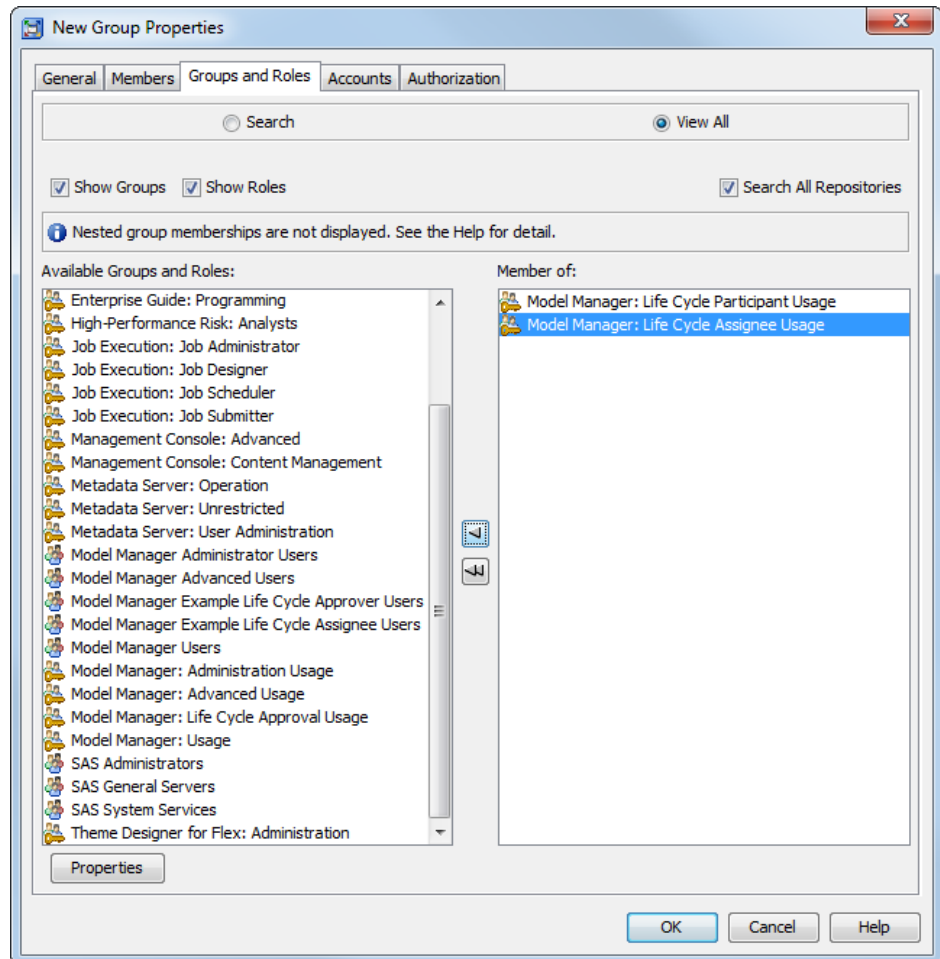 New Group Properties
General Members Groups and Roles Accounts Authorization
Search View All
Show Groups Show Roles Search All Repositories
Nested group memberships are not displayed. See the Help for detail.
Available Groups and Roles:
Enterprise Guide: Programming
High-Performance Risk: Analysts
Job Execution: Job Administrator
Job Execution: Job Designer
Job Execution: Job Scheduler
Job Execution: Job Submitter
Management Console: Advanced
Management Console: Content Management
Metadata Server: Operation
Metadata Server: Unrestricted
Metadata Server: User Administration
Model Manager Administrator Users
Model Manager Advanced Users
Model Manager Example Life Cycle Approver Users
Model Manager Example Life Cycle Assignee Users
Model Manager Users
Model Manager: Administration Usage
Model Manager: Advanced Usage
Model Manager: Life Cycle Approval Usage
Model Manager: Usage
SAS Administrators
SAS General Servers
SAS System Services
Theme Designer for Flex: Administration
Member of:
Model Manager: Life Cycle Participant Usage
Model Manager: Life Cycle Assignee Usage
Properties
OK Cancel Help